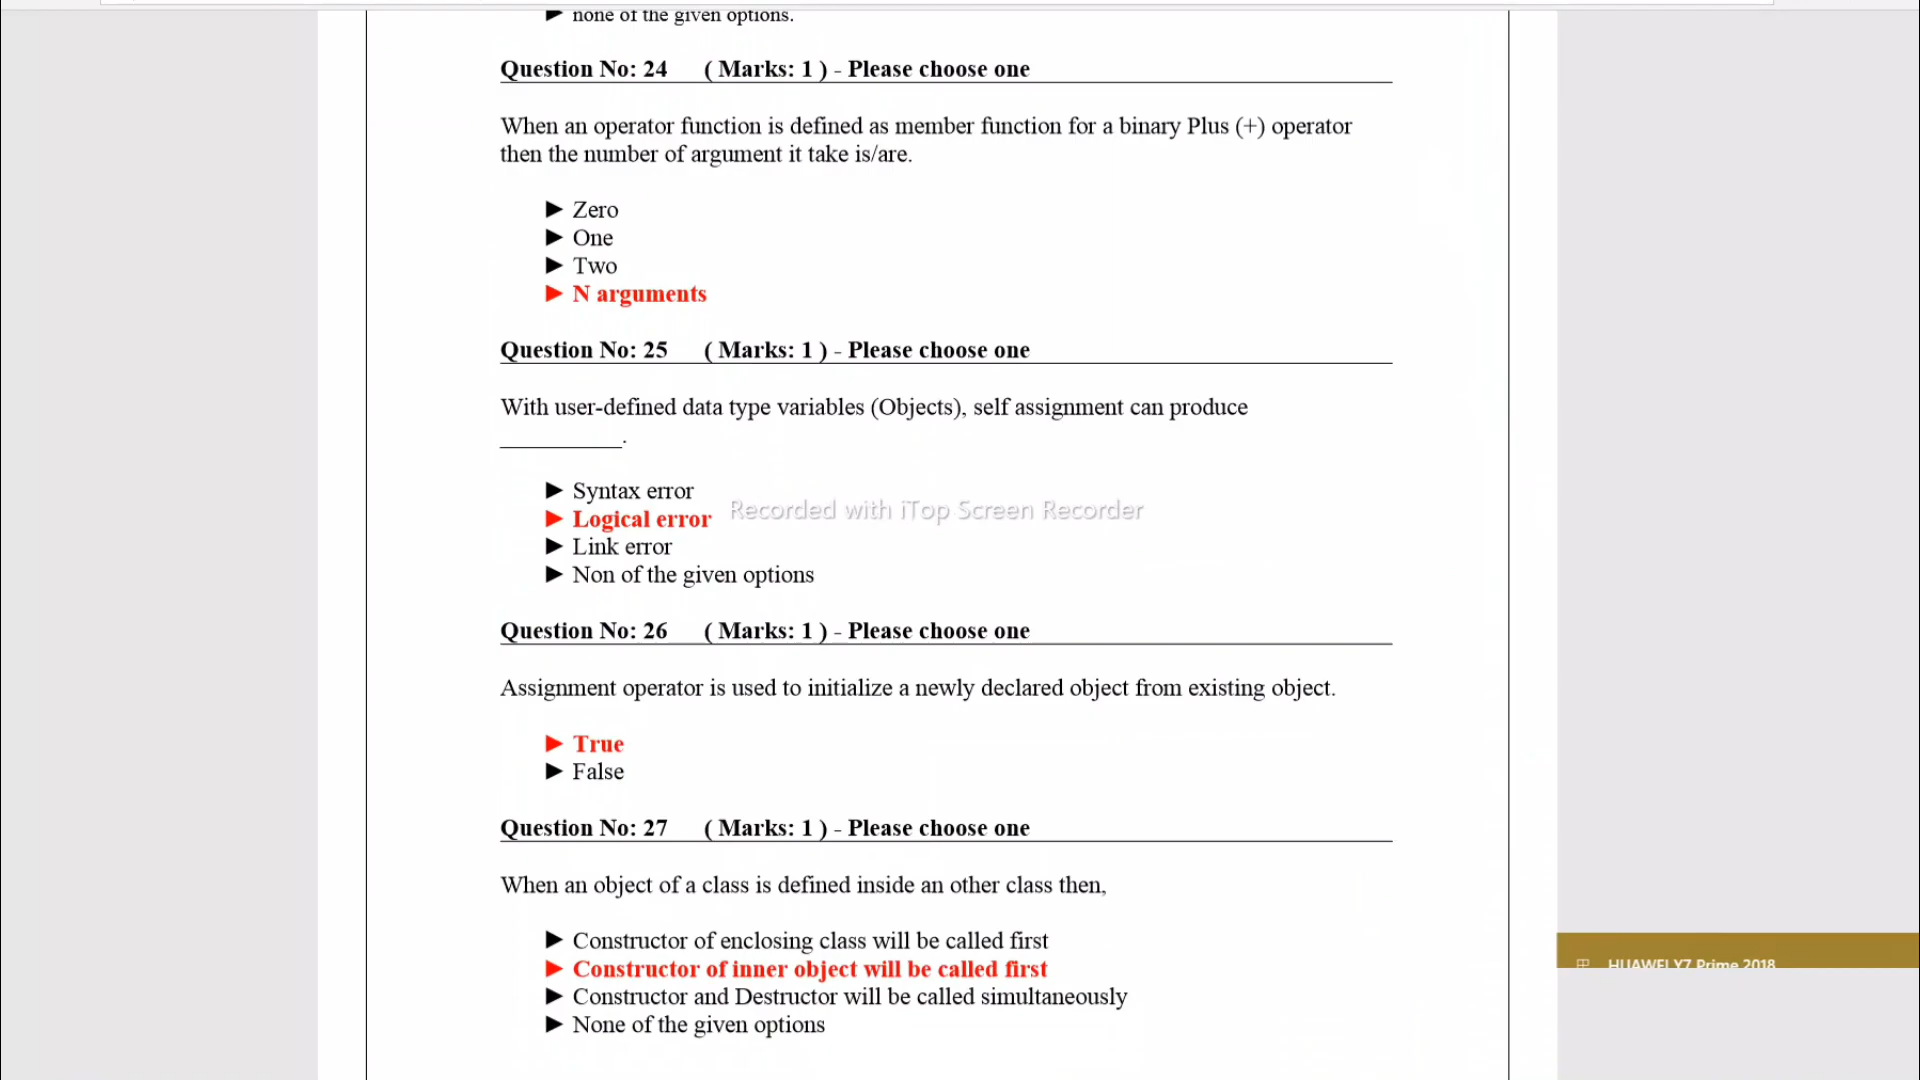 ► none of the given options.
Question No: 24 ( Marks: 1 ) - Please choose one
When an operator function is defined as member function for a binary Plus (+) operator
then the number of argument it take is/are.
► Zero
► One
► Two
► N arguments
Question No: 25 ( Marks: 1 ) - Please choose one
With user-defined data type variables (Objects), self assignment can produce
__________.
► Syntax error
► Logical error
► Link error
► Non of the given options
Recorded with iTop Screen Recorder
Question No: 26 ( Marks: 1 ) - Please choose one
Assignment operator is used to initialize a newly declared object from existing object.
► True
► False
Question No: 27 ( Marks: 1 ) - Please choose one
When an object of a class is defined inside an other class then,
► Constructor of enclosing class will be called first
► Constructor of inner object will be called first
► Constructor and Destructor will be called simultaneously
► None of the given options
HUAWEI Y7 Prime 2018